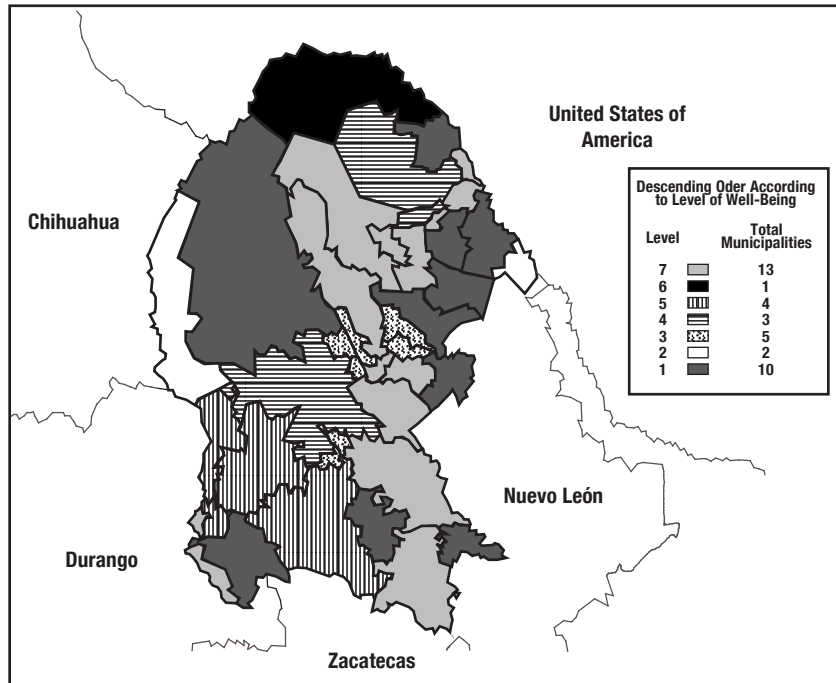 United States of
America
Chihuahua
Descending Oder According
to Level of Well-Being
Level Total
Municipalities
7 13
6 1
5 4
4 3
3 5
2 2
1 10
Nuevo León
Durango
Zacatecas